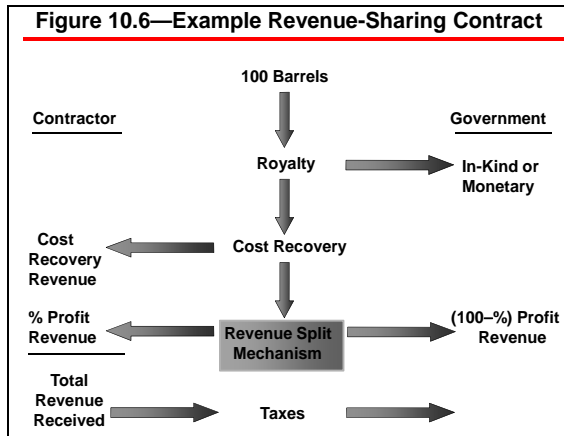 Figure 10.6—Example Revenue-Sharing Contract
100 Barrels
Contractor
Government
Royalty
In-Kind or
Monetary
Cost
Recovery
Revenue
Cost Recovery
% Profit
Revenue
Revenue Split
Mechanism
(100–%) Profit
Revenue
Total
Revenue
Received
Taxes